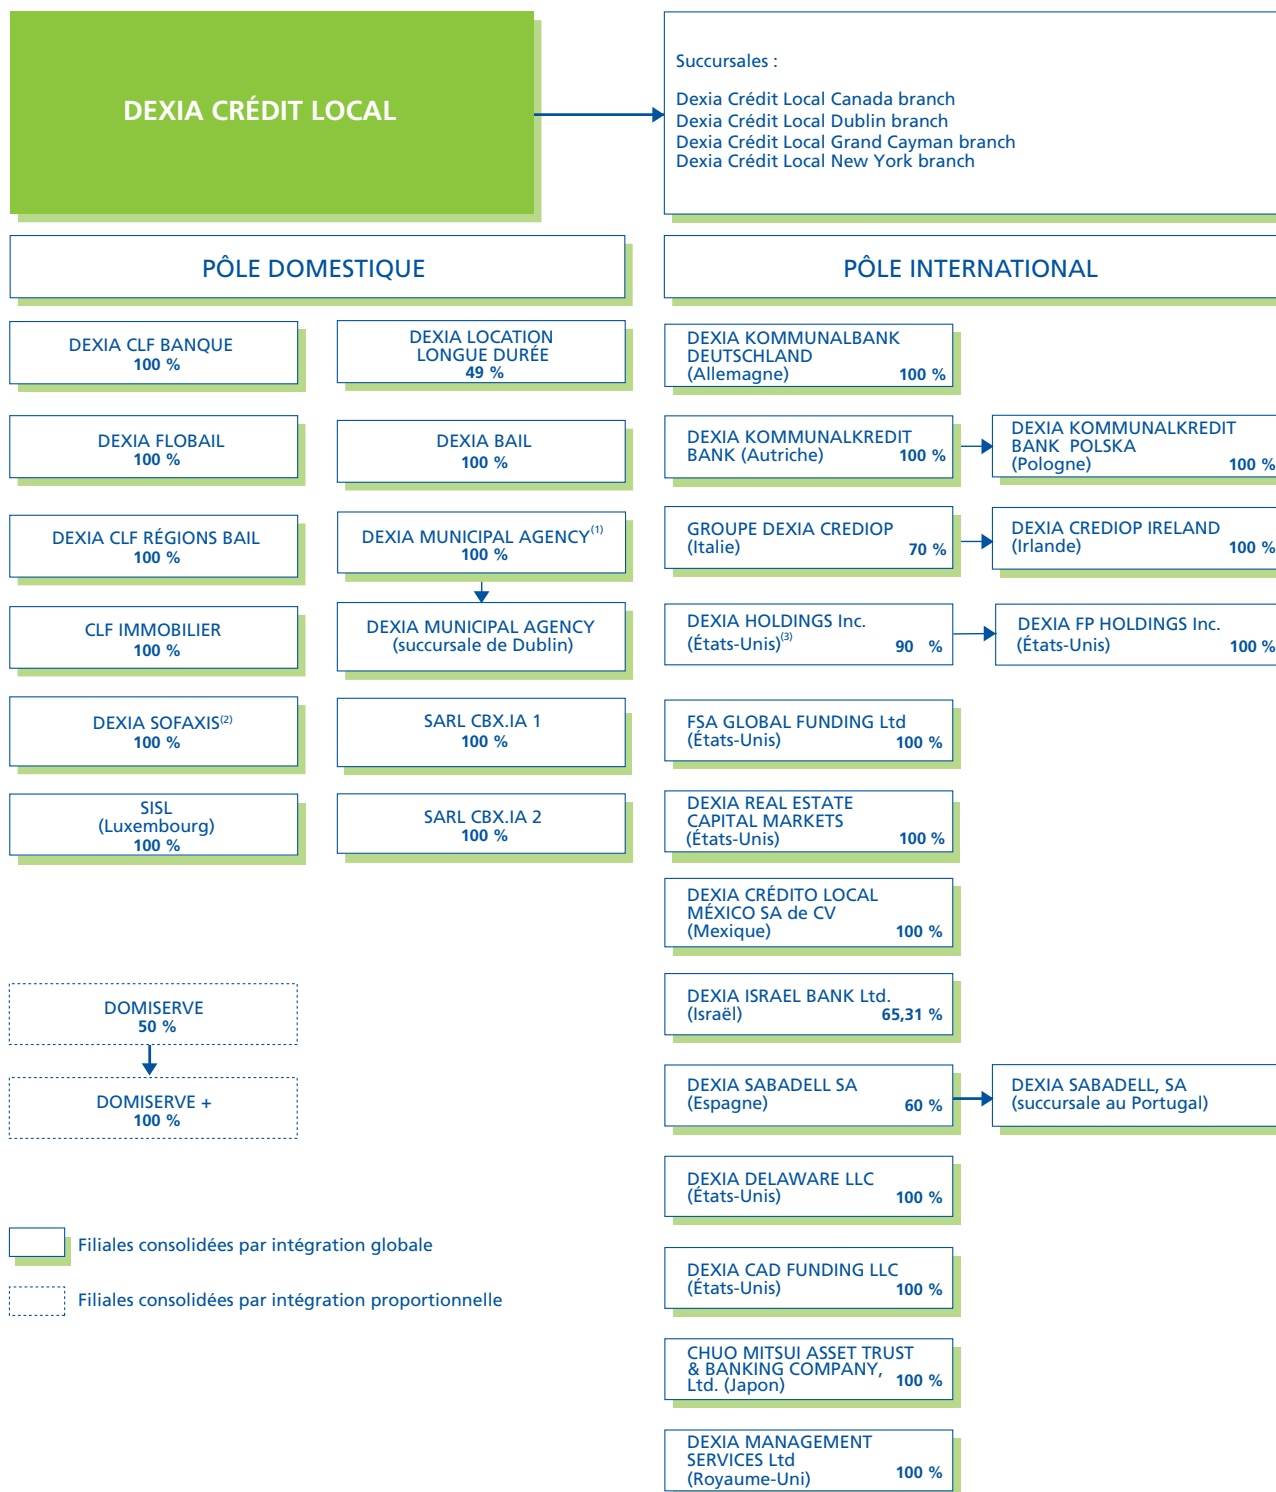 DEXIA CRÉDIT LOCAL
Succursales :
Dexia Crédit Local Canada branch
Dexia Crédit Local Dublin branch
Dexia Crédit Local Grand Cayman branch
Dexia Crédit Local New York branch
PÔLE DOMESTIQUE
DEXIA CLF BANQUE
100 %
DEXIA FLOBAIL
100 %
DEXIA CLF RÉGIONS BAIL
100 %
CLF IMMOBILIER
100 %
DEXIA SOFAXIS(2)
100 %
SISL
(Luxembourg)
100 %
DEXIA LOCATION
LONGUE DURÉE
49 %
DEXIA BAIL
100 %
DEXIA MUNICIPAL AGENCY(1)
100 %
DEXIA MUNICIPAL AGENCY
(succursale de Dublin)
SARL CBX.IA 1
100 %
SARL CBX.IA 2
100 %
DOMISERVE
50 %
DOMISERVE +
100 %
PÔLE INTERNATIONAL
DEXIA KOMMUNALBANK
DEUTSCHLAND
(Allemagne) 100 %
DEXIA KOMMUNALKREDIT
BANK (Autriche) 100 %
DEXIA KOMMUNALKREDIT
BANK POLSKA
(Pologne) 100 %
GROUPE DEXIA CREDIOP
(Italie) 70 %
DEXIA CREDIOP IRELAND
(Irlande) 100 %
DEXIA HOLDINGS Inc.
(États-Unis)(3) 90 %
DEXIA FP HOLDINGS Inc.
(États-Unis) 100 %
FSA GLOBAL FUNDING Ltd
(États-Unis) 100 %
DEXIA REAL ESTATE
CAPITAL MARKETS
(États-Unis) 100 %
DEXIA CRÉDITO LOCAL
MÉXICO SA de CV
(Mexique) 100 %
DEXIA ISRAEL BANK Ltd.
(Israël) 65,31 %
DEXIA SABADELL SA
(Espagne) 60 %
DEXIA SABADELL, SA
(succursale au Portugal)
DEXIA DELAWARE LLC
(États-Unis) 100 %
DEXIA CAD FUNDING LLC
(États-Unis) 100 %
CHUO MITSUI ASSET TRUST
& BANKING COMPANY,
Ltd. (Japon) 100 %
DEXIA MANAGEMENT
SERVICES Ltd
(Royaume-Uni) 100 %
Filiales consolidées par intégration globale
Filiales consolidées par intégration proportionnelle